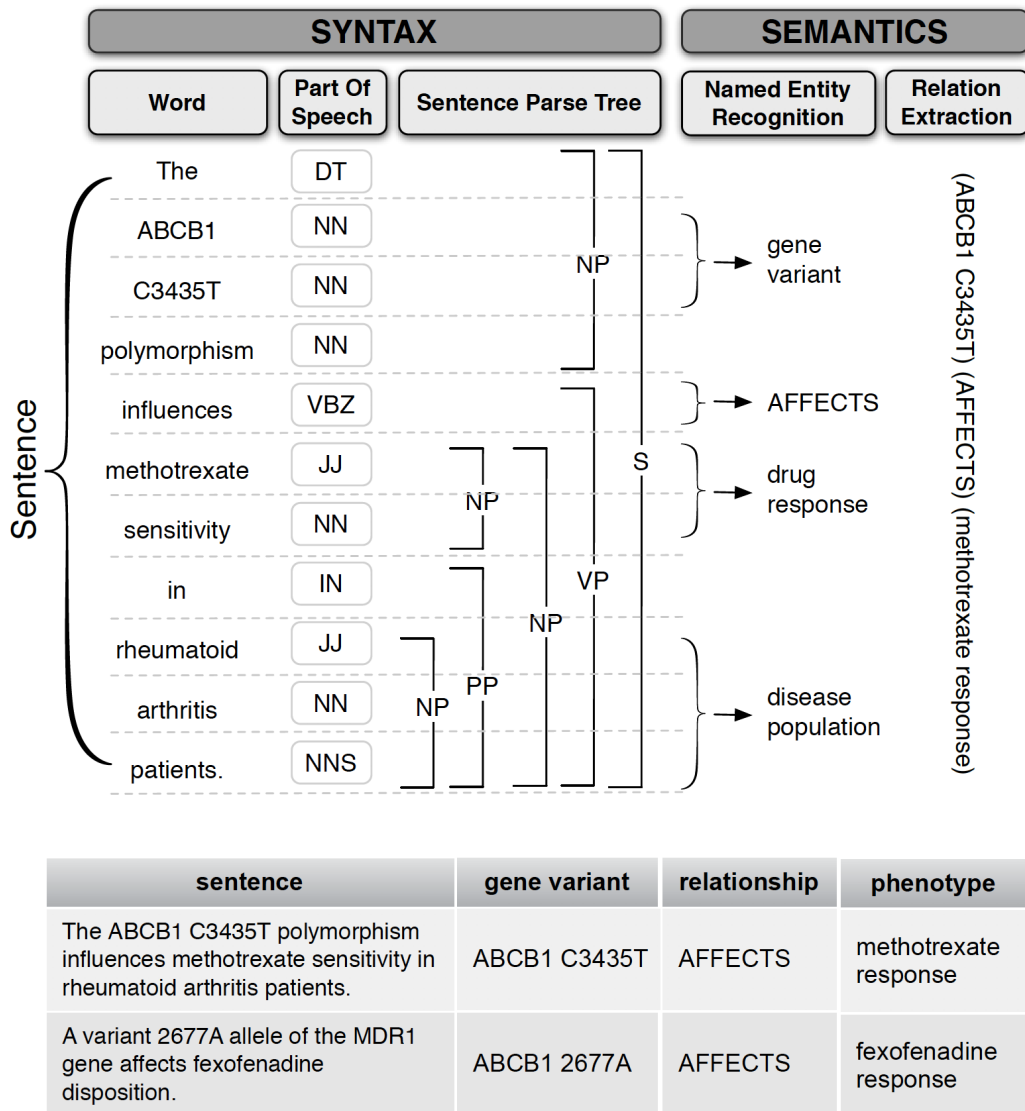 SYNTAX SEMANTICS
Word Part Of Speech Sentence Parse Tree Named Entity Recognition Relation Extraction
Sentence
The DT
ABCB1 NN
C3435T NN
polymorphism NN
influences VBZ
methotrexate JJ
sensitivity NN
in IN
rheumatoid JJ
arthritis NN
patients. NNS
NP
PP
NP
NP
VP
NP
S
gene
variant
AFFECTS
drug
response
disease
population
(ABCB1 C3435T) (AFFECTS) (methotrexate response)
sentence gene variant relationship phenotype
The ABCB1 C3435T polymorphism
influences methotrexate sensitivity in
rheumatoid arthritis patients.
ABCB1 C3435T
AFFECTS
methotrexate
response
A variant 2677A allele of the MDR1
gene affects fexofenadine
disposition.
ABCB1 2677A
AFFECTS
fexofenadine
response